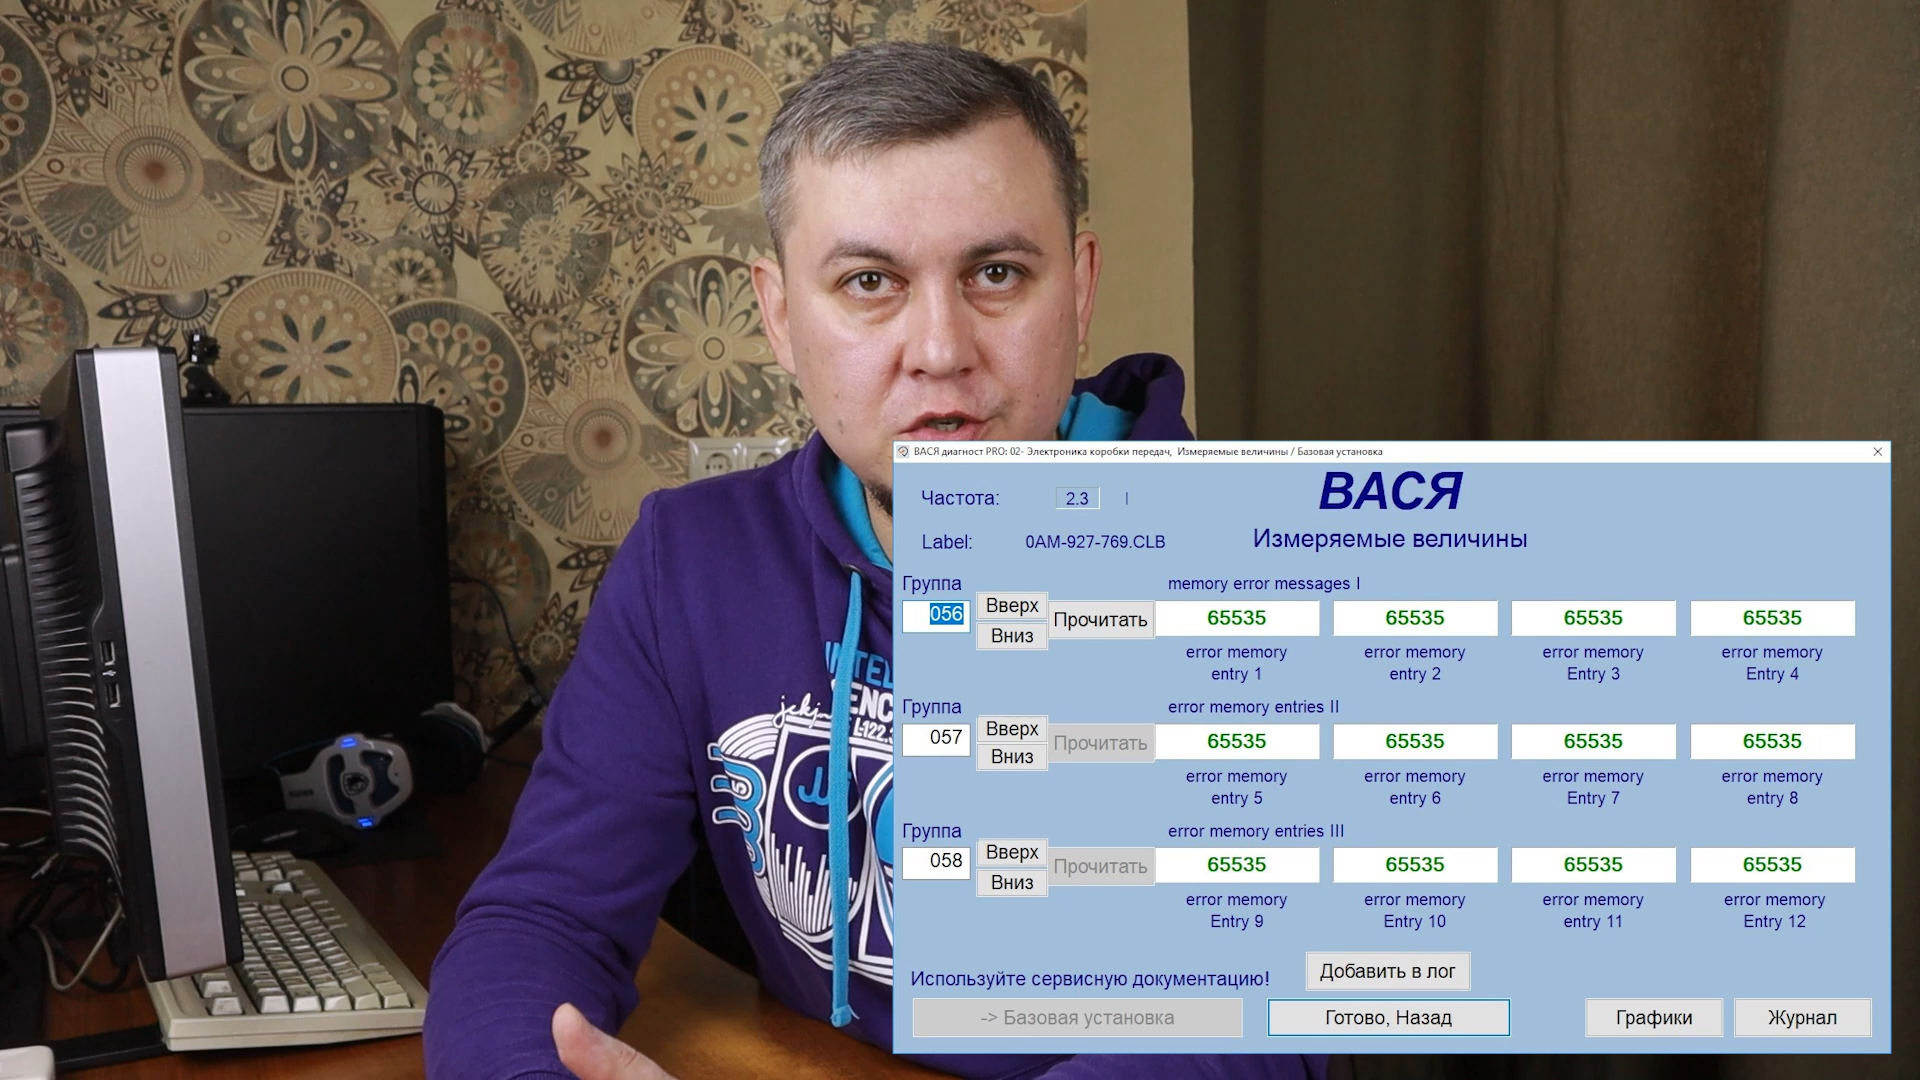 ВАСЯ диагност PRO: 02- Электроника коробки передач, Измеряемые величины / Базовая установка
Частота: 2.3 I
ВАСЯ
Label: 0AM-927-769.CLB
Измеряемые величины
Группа
memory error messages I
056 Вверх Вниз Прочитать 65535 65535 65535 65535
error memory error memory error memory error memory
entry 1 entry 2 Entry 3 Entry 4
Группа
error memory entries II
057 Вверх Вниз Прочитать 65535 65535 65535 65535
error memory error memory error memory error memory
entry 5 entry 6 Entry 7 entry 8
Группа
error memory entries III
058 Вверх Вниз Прочитать 65535 65535 65535 65535
error memory error memory error memory error memory
Entry 9 Entry 10 entry 11 Entry 12
Используйте сервисную документацию!
Добавить в лог
-> Базовая установка Готово, Назад Графики Журнал